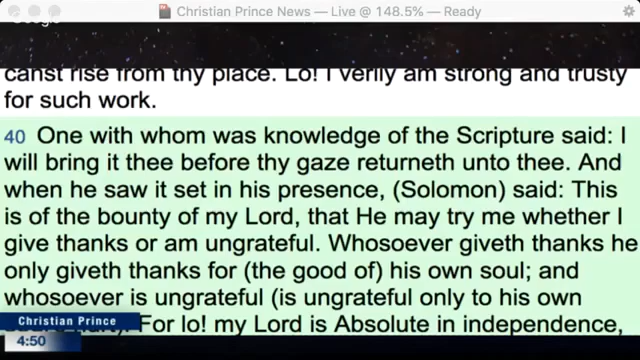 Christian Prince News — Live @ 148.5% — Ready
Google
canst rise from thy place. Lo! I verily am strong and trusty
for such work.
40 One with whom was knowledge of the Scripture said: I
will bring it thee before thy gaze returneth unto thee. And
when he saw it set in his presence, (Solomon) said: This
is of the bounty of my Lord, that He may try me whether I
give thanks or am ungrateful. Whosoever giveth thanks he
only giveth thanks for (the good of) his own soul; and
whosoever is ungrateful (is ungrateful only to his own
For lo! my Lord is Absolute in independence,
Christian Prince
4:50